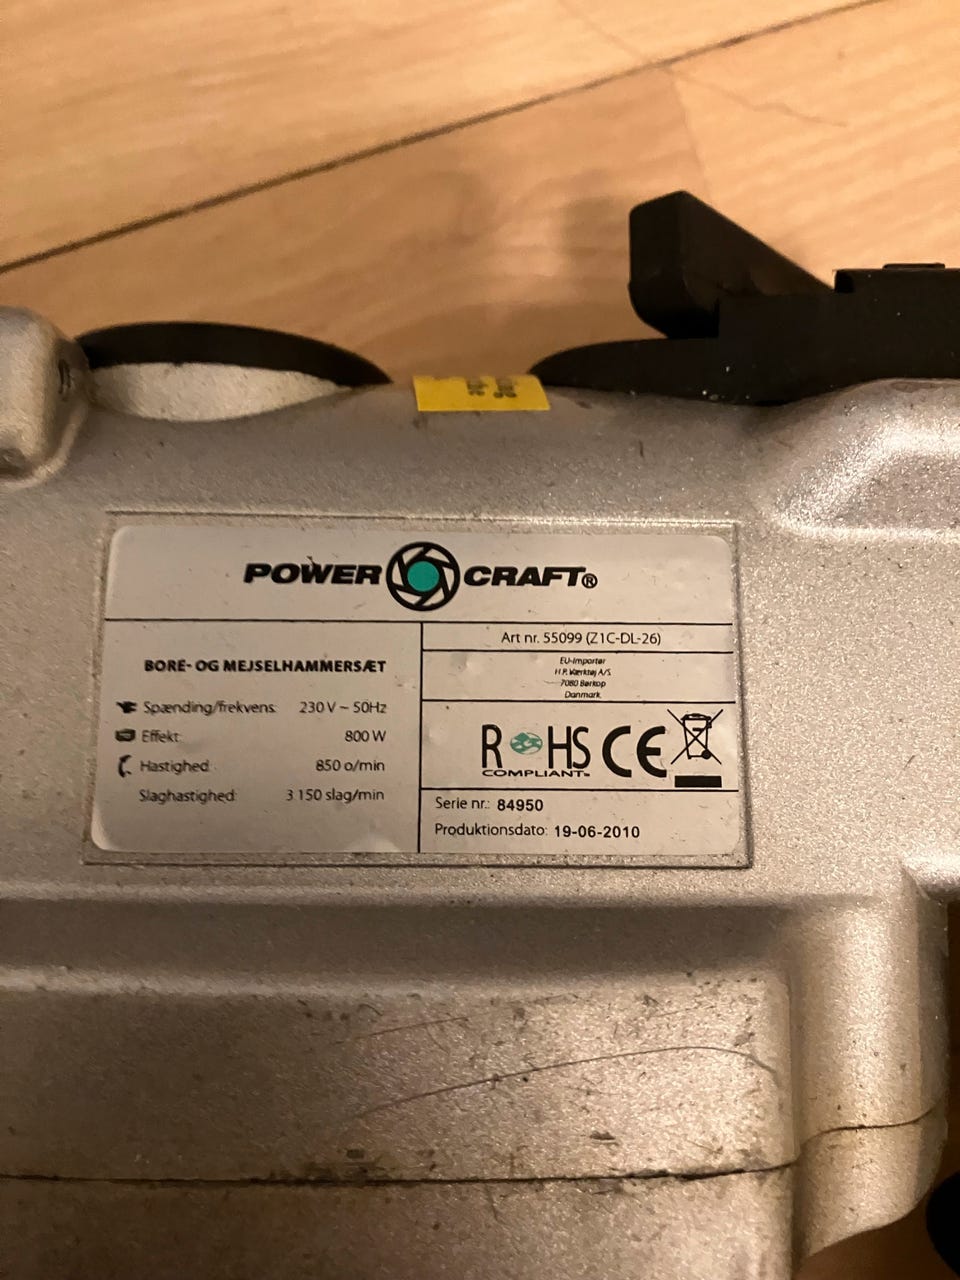 POWER CRAFT®
Art nr. 55099 (Z1C-DL-26)
EU-Importør
H.P. Værktøj A/S
7080 Børkop
Danmark
BORE- OG MEJSELHAMMERSÆT
Spænding/frekvens: 230 V ~ 50Hz
Effekt: 800 W
Hastighed: 850 o/min
Slaghastighed: 3 150 slag/min
ROHS CE
COMPLIANT™
Serie nr.: 84950
Produktionsdato: 19-06-2010